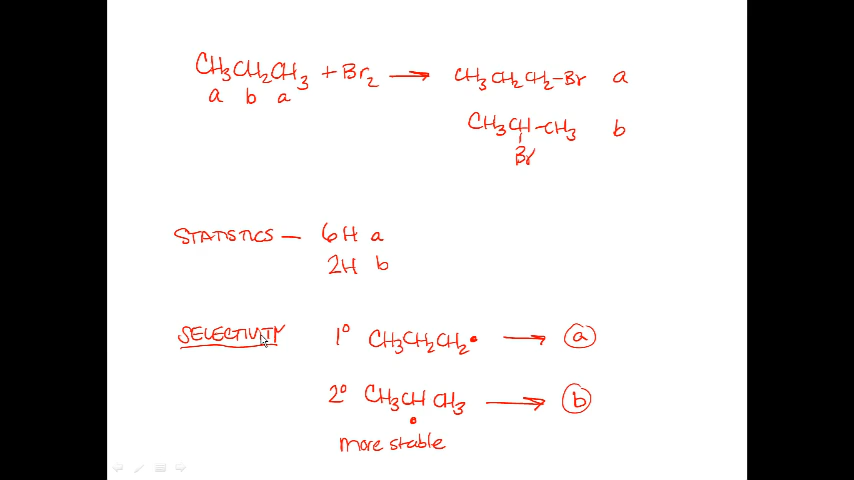 CH3CH2CH3 + Br2 → CH3CH2CH2-Br a
a b a
CH3CH-CH3 b
Br
STATISTICS — 6H a
2H b
SELECTIVITY 1° CH3CH2CH2• → a
2° CH3CHCH3 → b
•
more stable